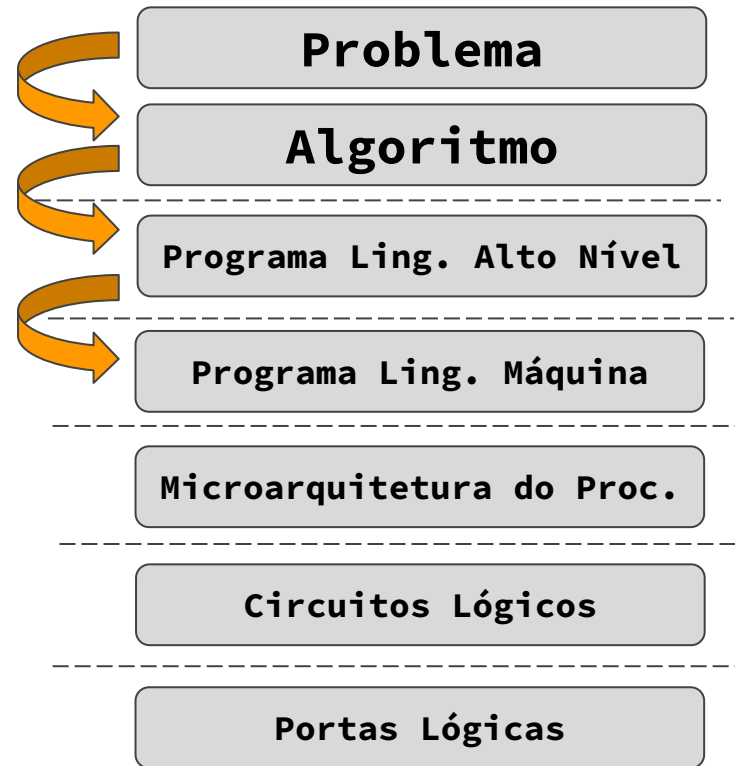 Problema
Algoritmo
Programa Ling. Alto Nível
Programa Ling. Máquina
Microarquitetura do Proc.
Circuitos Lógicos
Portas Lógicas